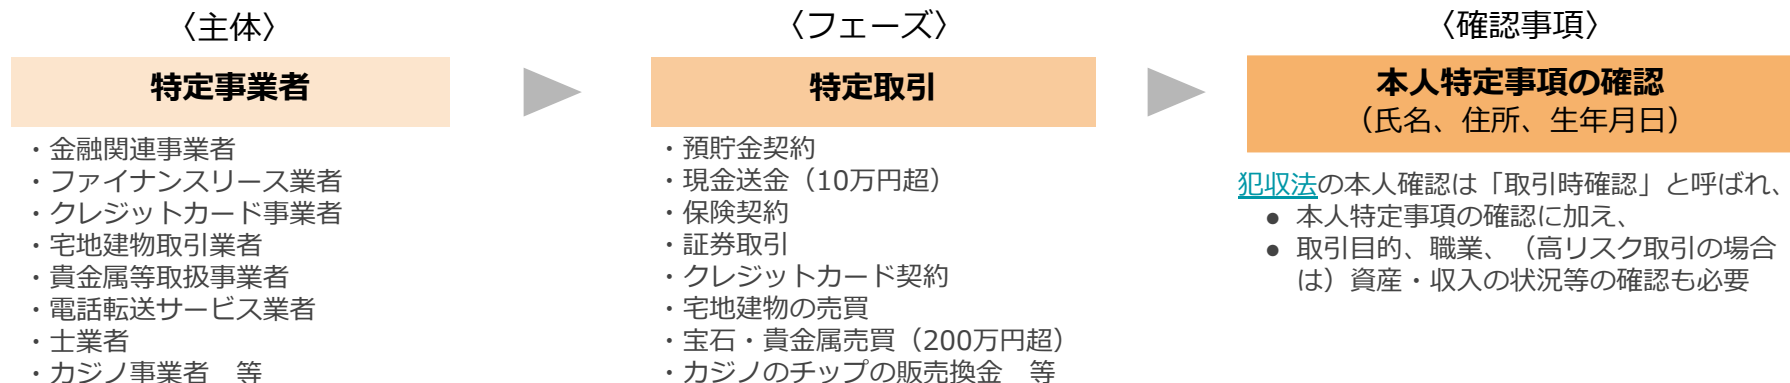 〈主体〉
特定事業者
・金融関連事業者
・ファイナンスリース業者
・クレジットカード事業者
・宅地建物取引業者
・貴金属等取扱事業者
・電話転送サービス業者
・士業者
・カジノ事業者　等
〈フェーズ〉
特定取引
・預貯金契約
・現金送金（10万円超）
・保険契約
・証券取引
・クレジットカード契約
・宅地建物の売買
・宝石・貴金属売買（200万円超）
・カジノのチップの販売換金　等
〈確認事項〉
本人特定事項の確認
（氏名、住所、生年月日）
犯収法の本人確認は「取引時確認」と呼ばれ、
● 本人特定事項の確認に加え、
● 取引目的、職業、（高リスク取引の場合
は）資産・収入の状況等の確認も必要